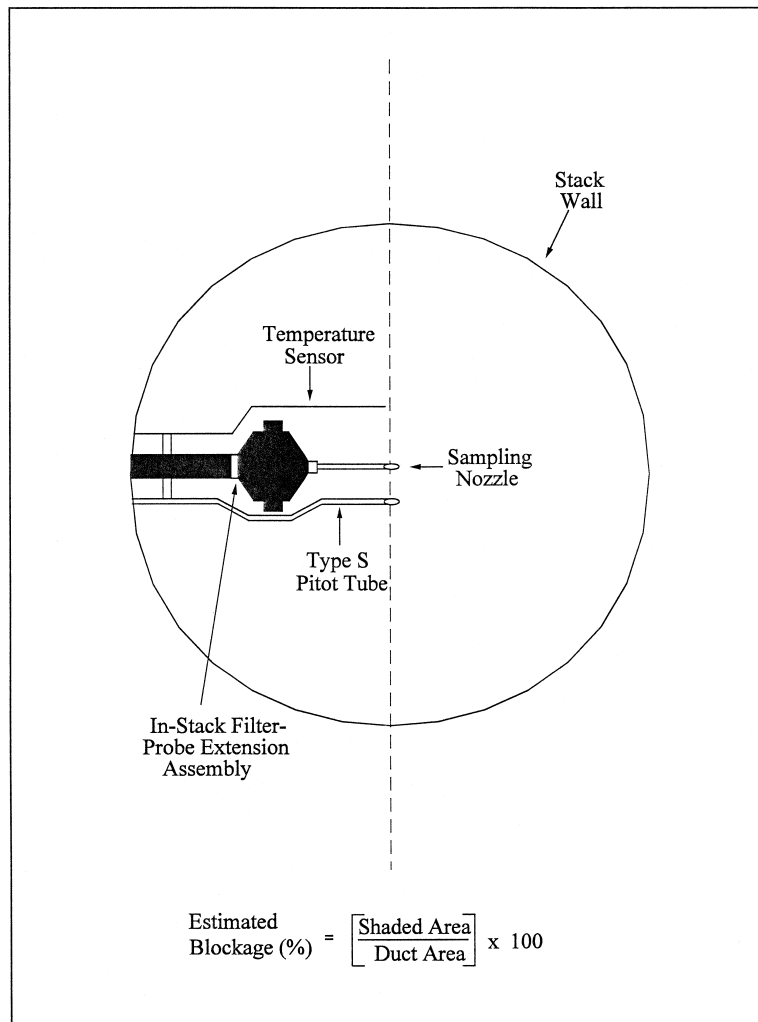 Stack
Wall
Temperature
Sensor
Sampling
Nozzle
Type S
Pitot Tube
In-Stack Filter-
Probe Extension
Assembly
Estimated
Blockage (%) = [Shaded Area / Duct Area] x 100